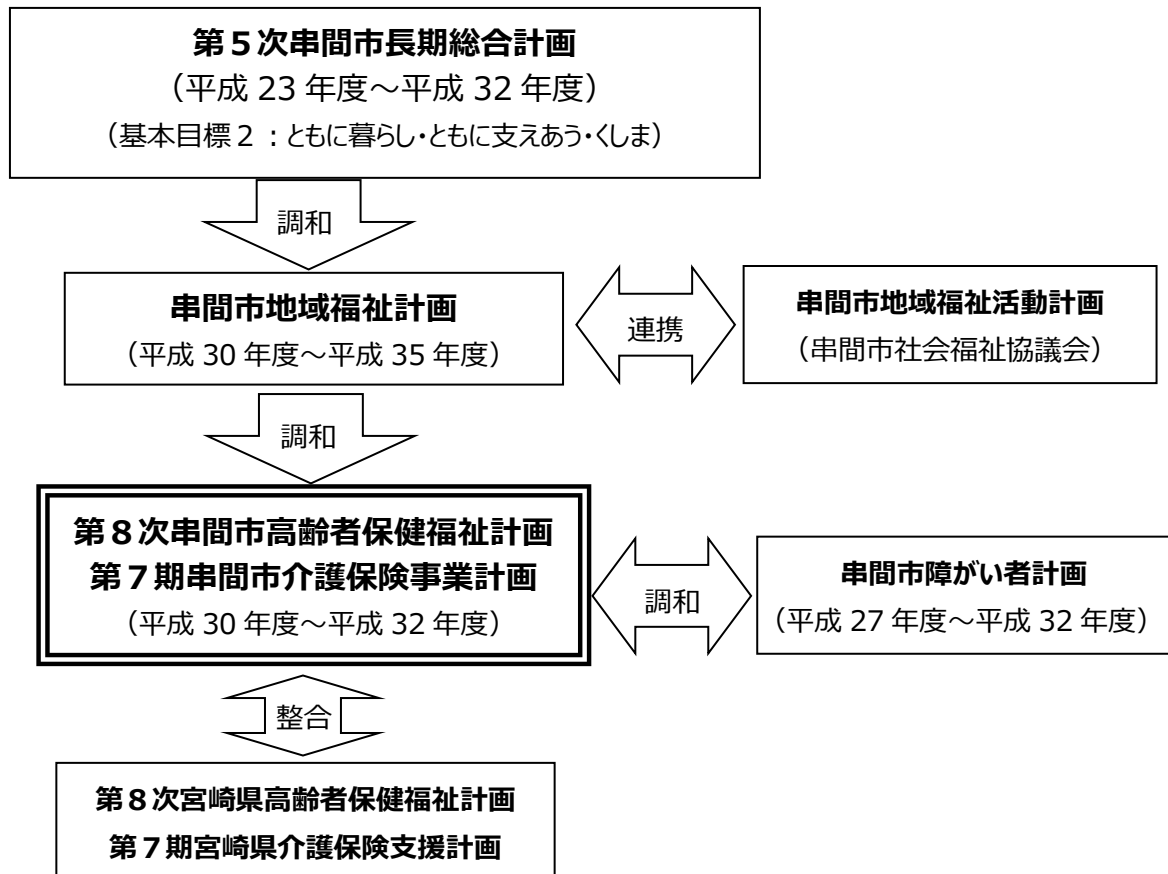 第５次串間市長期総合計画
（平成 23 年度～平成 32 年度）
（基本目標２：ともに暮らし・ともに支えあう・くしま）
調和
串間市地域福祉計画
（平成 30 年度～平成 35 年度）
連携
串間市地域福祉活動計画
（串間市社会福祉協議会）
調和
第８次串間市高齢者保健福祉計画
第７期串間市介護保険事業計画
（平成 30 年度～平成 32 年度）
調和
串間市障がい者計画
（平成 27 年度～平成 32 年度）
整合
第８次宮崎県高齢者保健福祉計画
第７期宮崎県介護保険支援計画